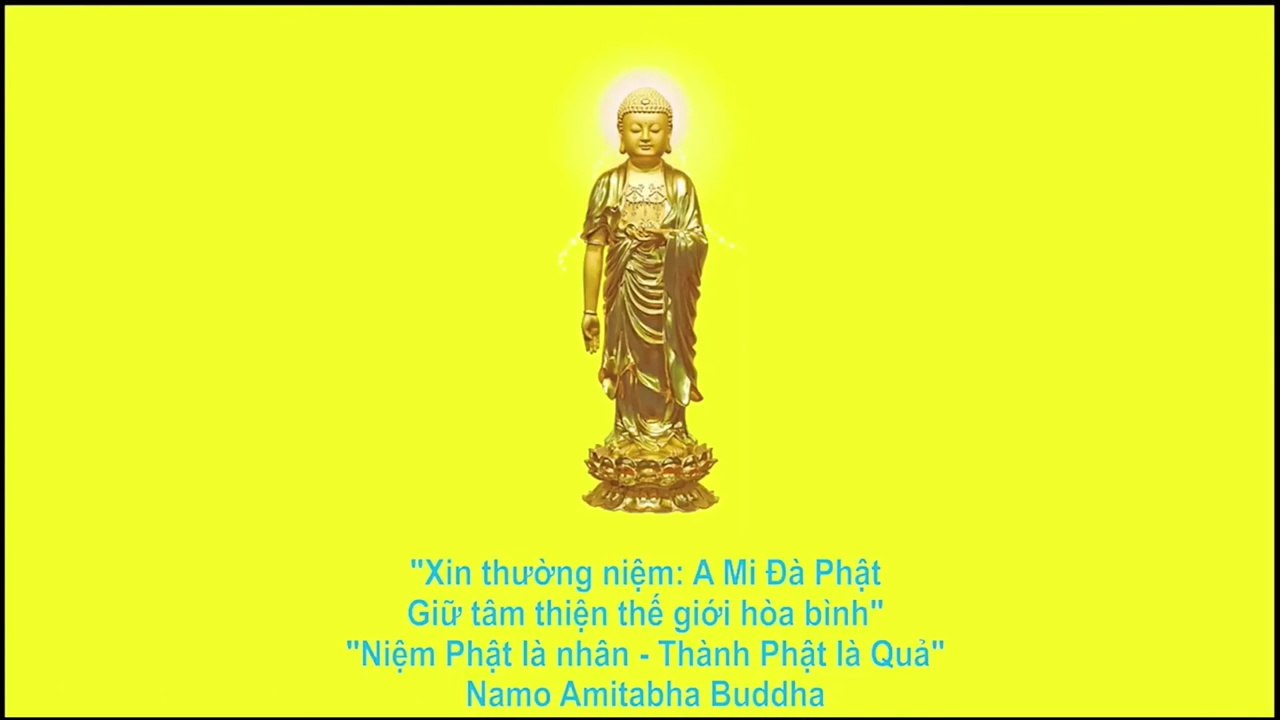 "Xin thường niệm: A Mi Đà Phật
Giữ tâm thiện thế giới hòa bình"
"Niệm Phật là nhân - Thành Phật là Quả"
Namo Amitabha Buddha